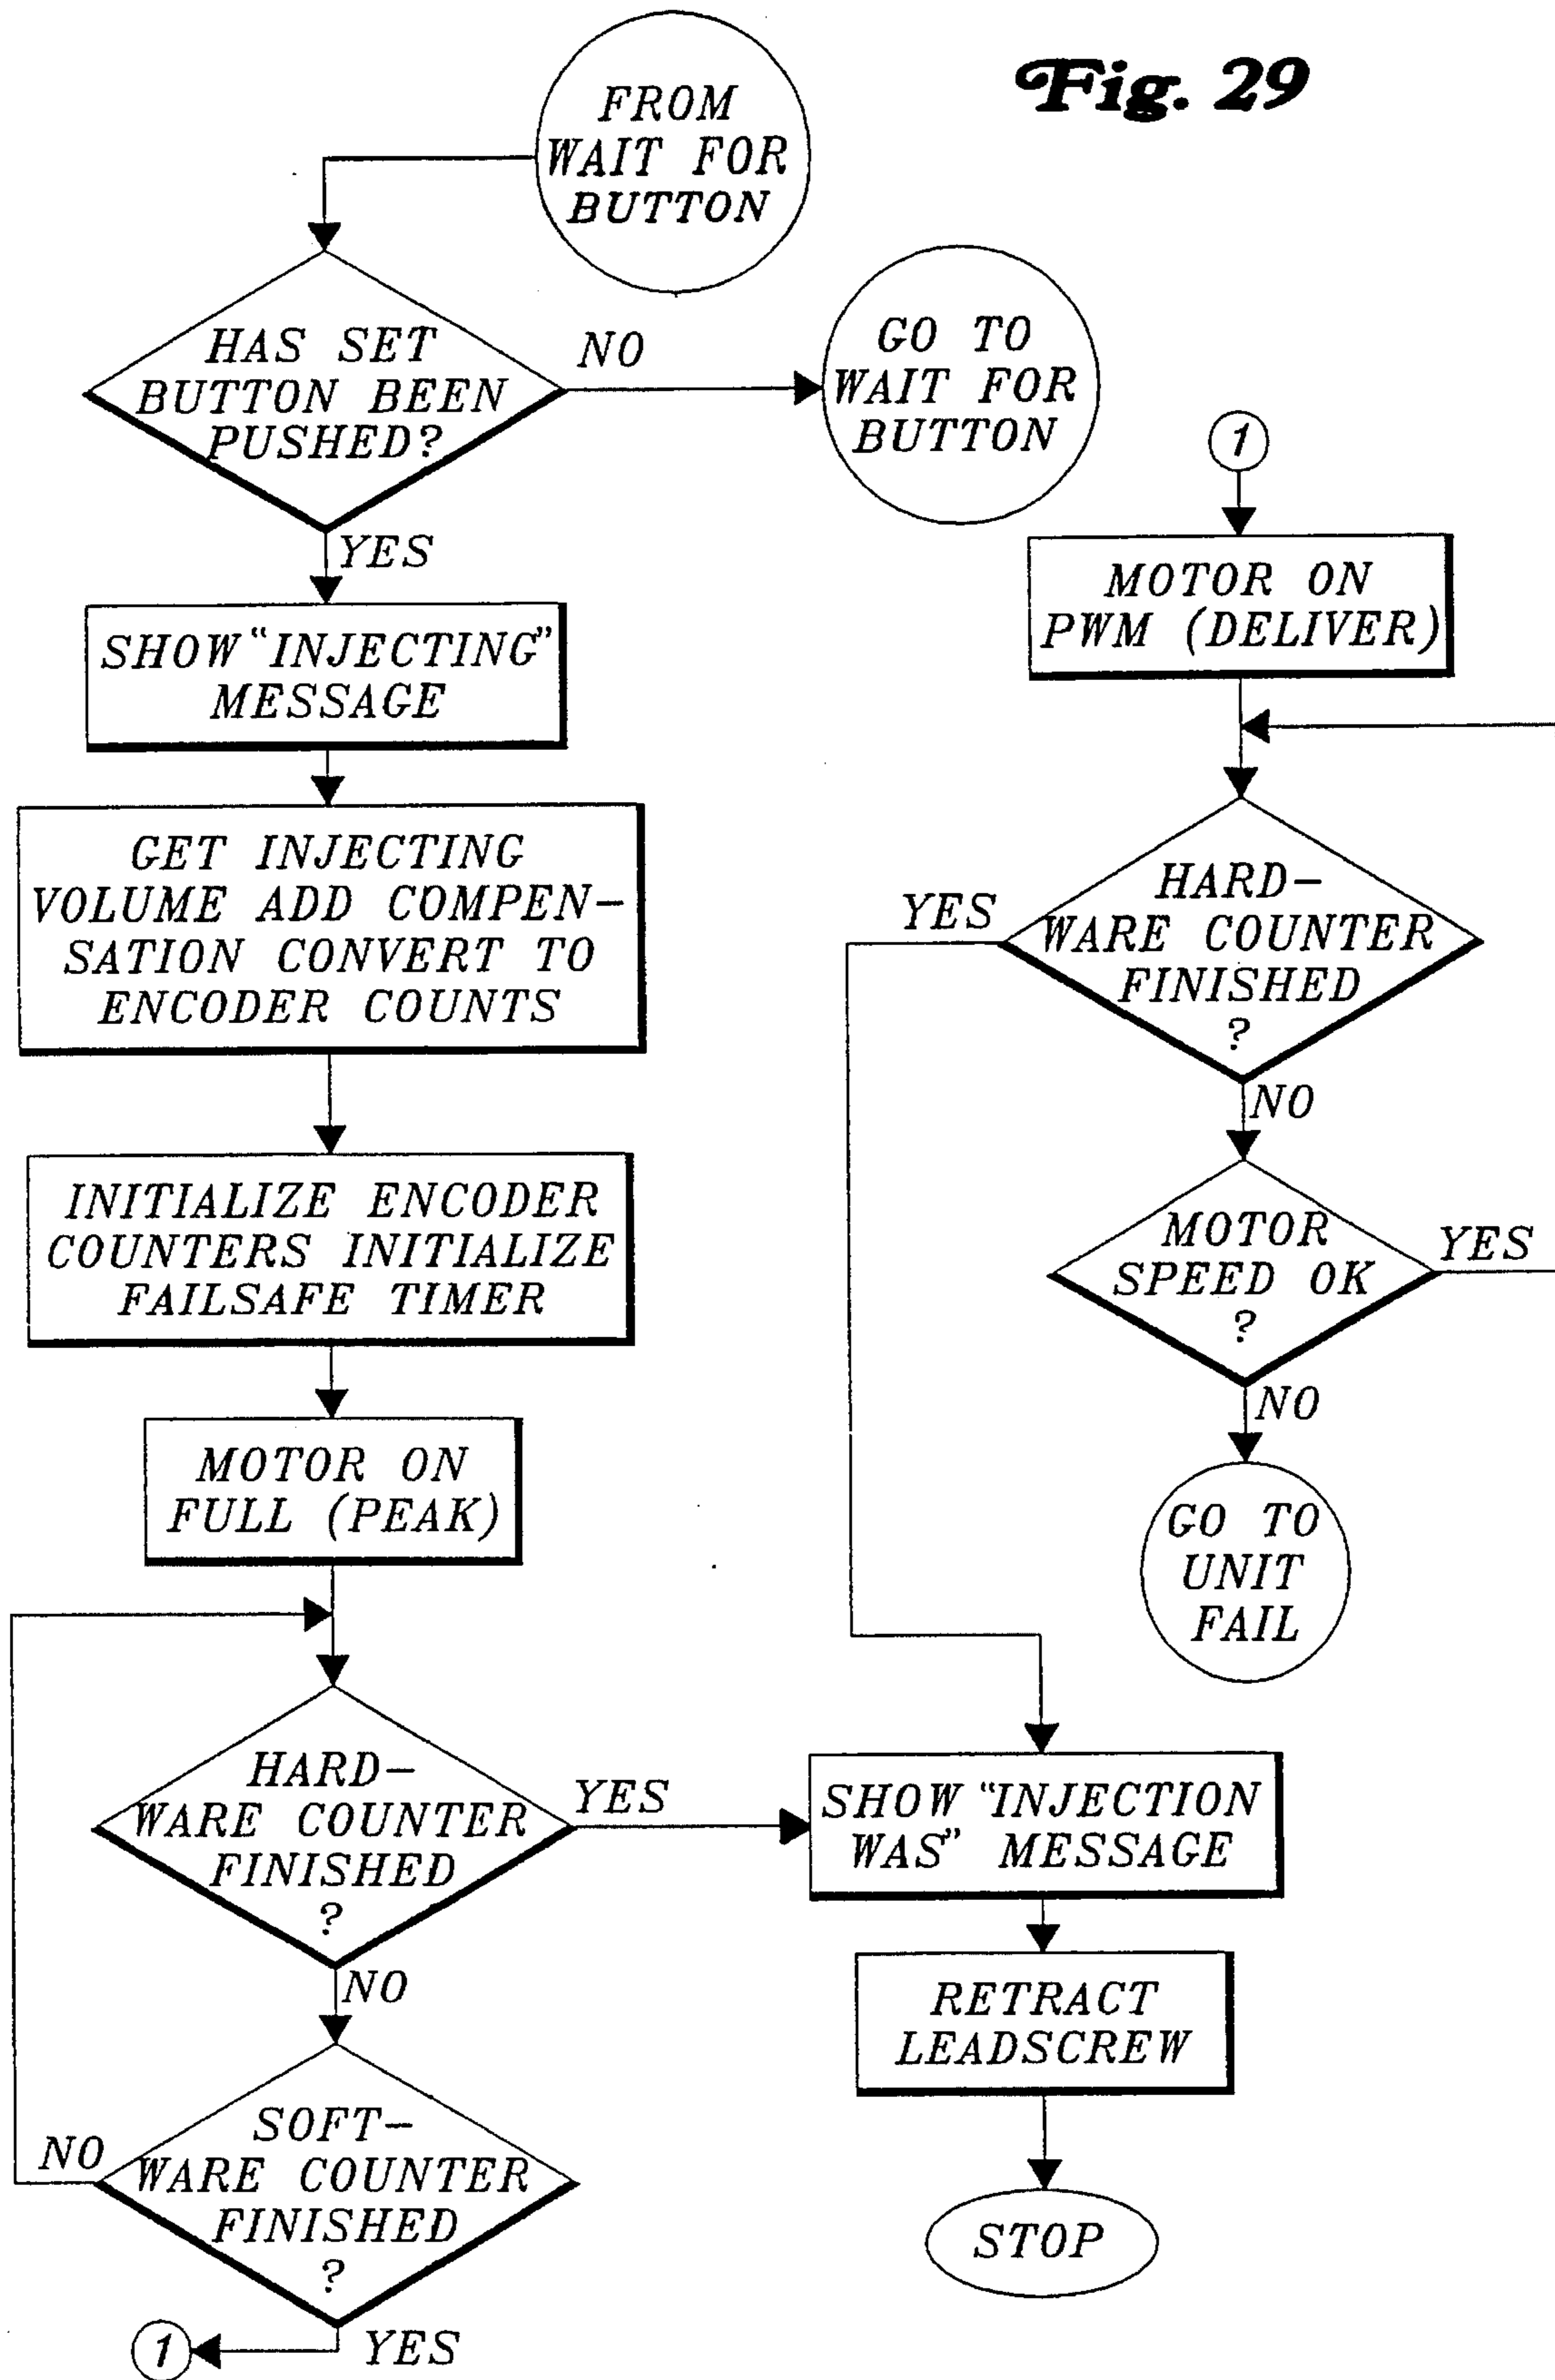 Fig. 29
FROM
WAIT FOR
BUTTON
HAS SET
BUTTON BEEN
PUSHED?
NO
GO TO
WAIT FOR
BUTTON
YES
SHOW "INJECTING"
MESSAGE
GET INJECTING
VOLUME ADD COMPEN-
SATION CONVERT TO
ENCODER COUNTS
INITIALIZE ENCODER
COUNTERS INITIALIZE
FAILSAFE TIMER
MOTOR ON
FULL (PEAK)
HARD-
WARE COUNTER
FINISHED
?
YES
NO
SOFT-
WARE COUNTER
FINISHED
?
NO
YES
1
1
MOTOR ON
PWM (DELIVER)
HARD-
WARE COUNTER
FINISHED
?
YES
NO
MOTOR
SPEED OK
?
YES
NO
GO TO
UNIT
FAIL
SHOW "INJECTION
WAS" MESSAGE
RETRACT
LEADSCREW
STOP